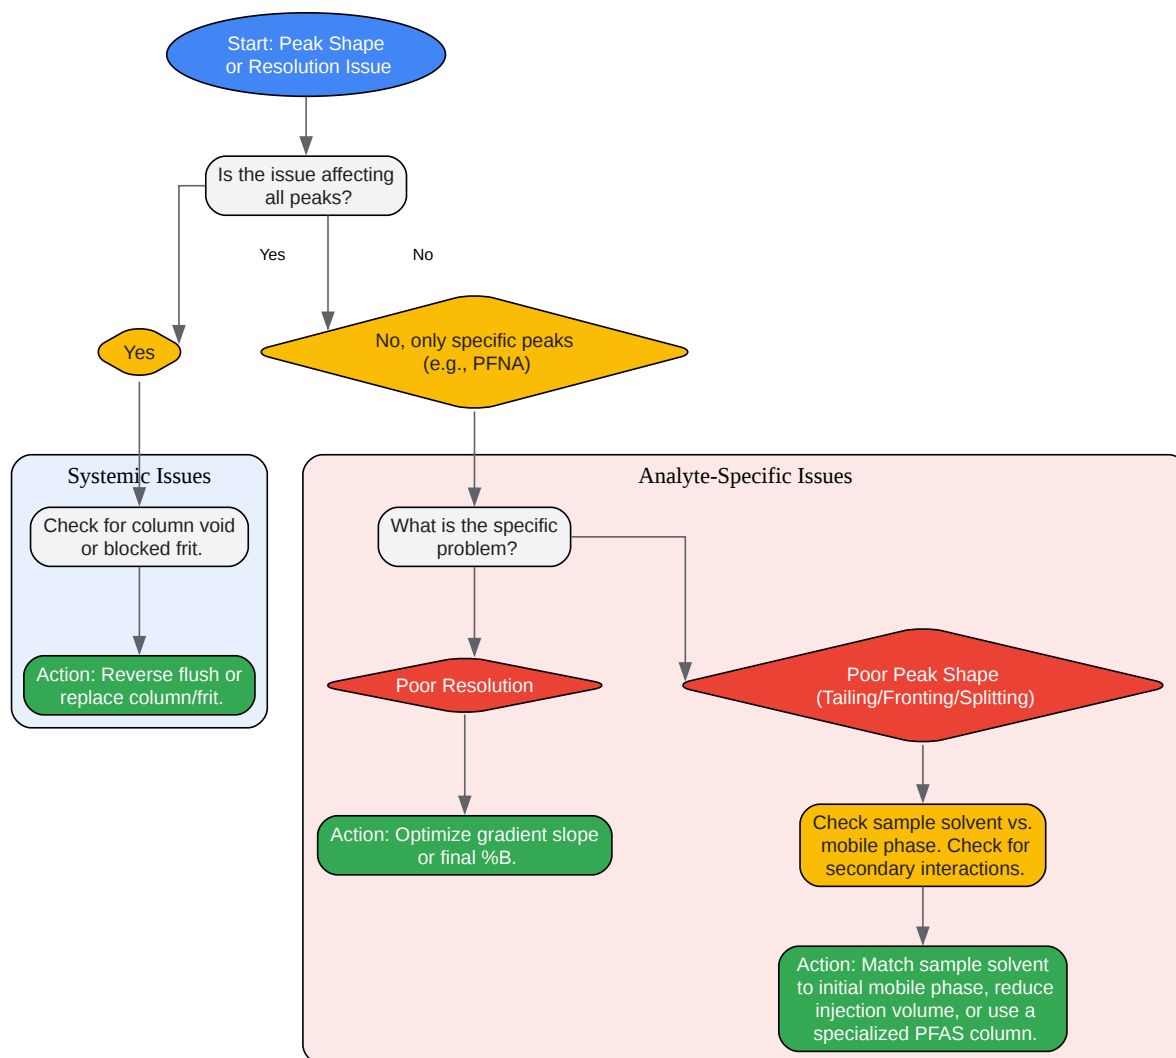 Start: Peak Shape
or Resolution Issue
Is the issue affecting
all peaks?
Yes
No
Yes
No, only specific peaks
(e.g., PFNA)
Systemic Issues
Analyte-Specific Issues
Check for column void
or blocked frit.
What is the specific
problem?
Action: Reverse flush or
replace column/frit.
Poor Resolution
Poor Peak Shape
(Tailing/Fronting/Splitting)
Action: Optimize gradient slope
or final %B.
Check sample solvent vs.
mobile phase. Check for
secondary interactions.
Action: Match sample solvent
to initial mobile phase, reduce
injection volume, or use a
specialized PFAS column.